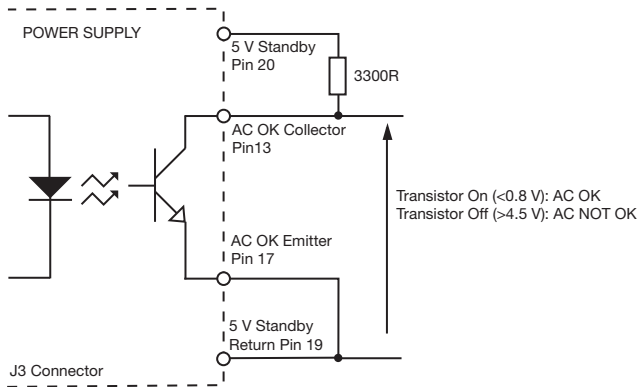 POWER SUPPLY
5 V Standby
Pin 20
3300R
AC OK Collector
Pin13
Transistor On (<0.8 V): AC OK
Transistor Off (>4.5 V): AC NOT OK
AC OK Emitter
Pin 17
5 V Standby
Return Pin 19
J3 Connector